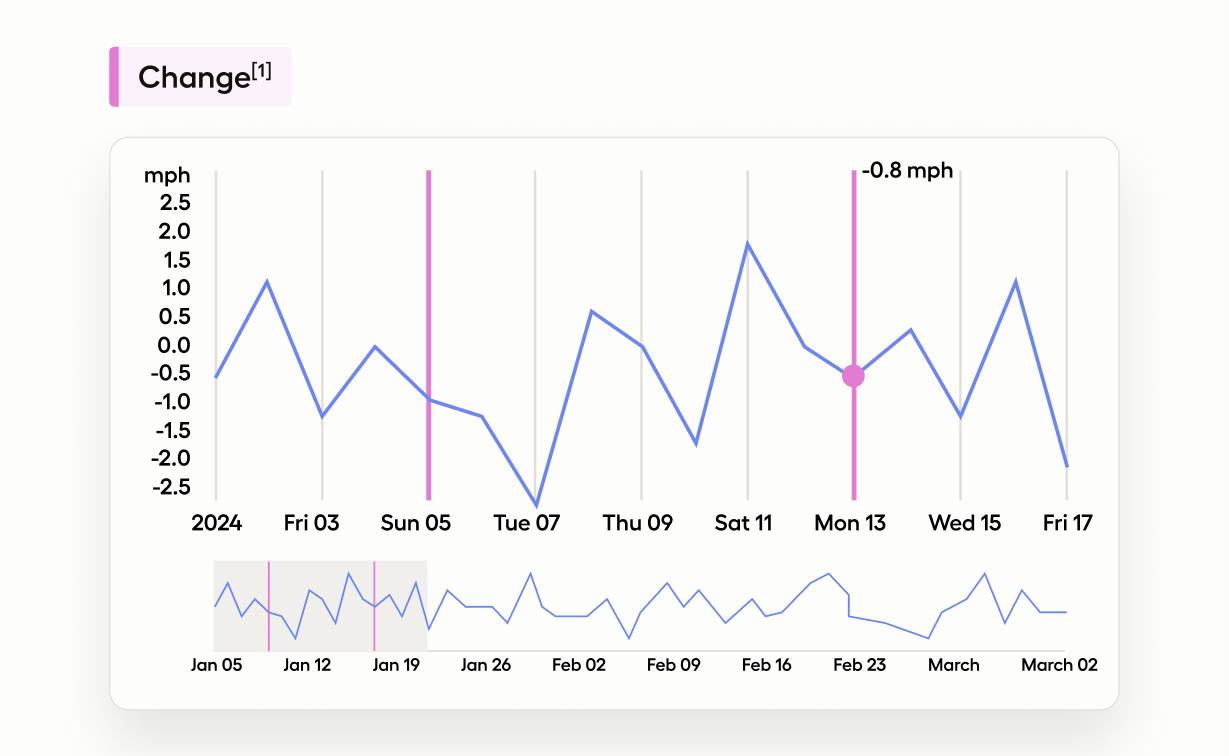 Change[1]
mph
-0.8 mph
2.5
2.0
1.5
1.0
0.5
0.0
-0.5
-1.0
-1.5
-2.0
-2.5
2024 Fri 03 Sun 05 Tue 07 Thu 09 Sat 11 Mon 13 Wed 15 Fri 17
Jan 05 Jan 12 Jan 19 Jan 26 Feb 02 Feb 09 Feb 16 Feb 23 March March 02